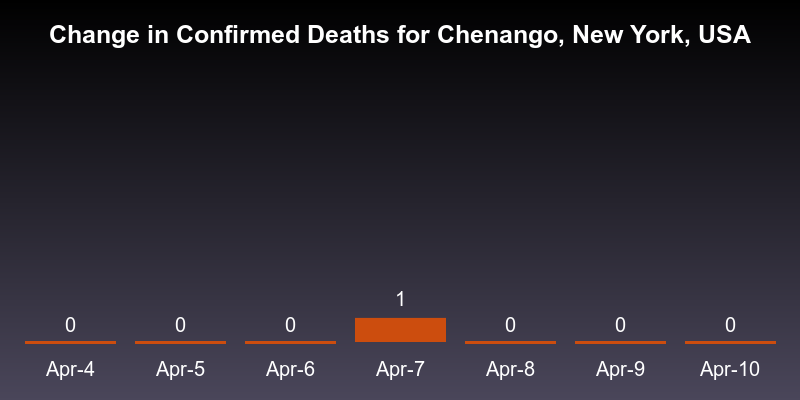 Change in Confirmed Deaths for Chenango, New York, USA
1
0 0 0 0 0 0
Apr-4 Apr-5 Apr-6 Apr-7 Apr-8 Apr-9 Apr-10